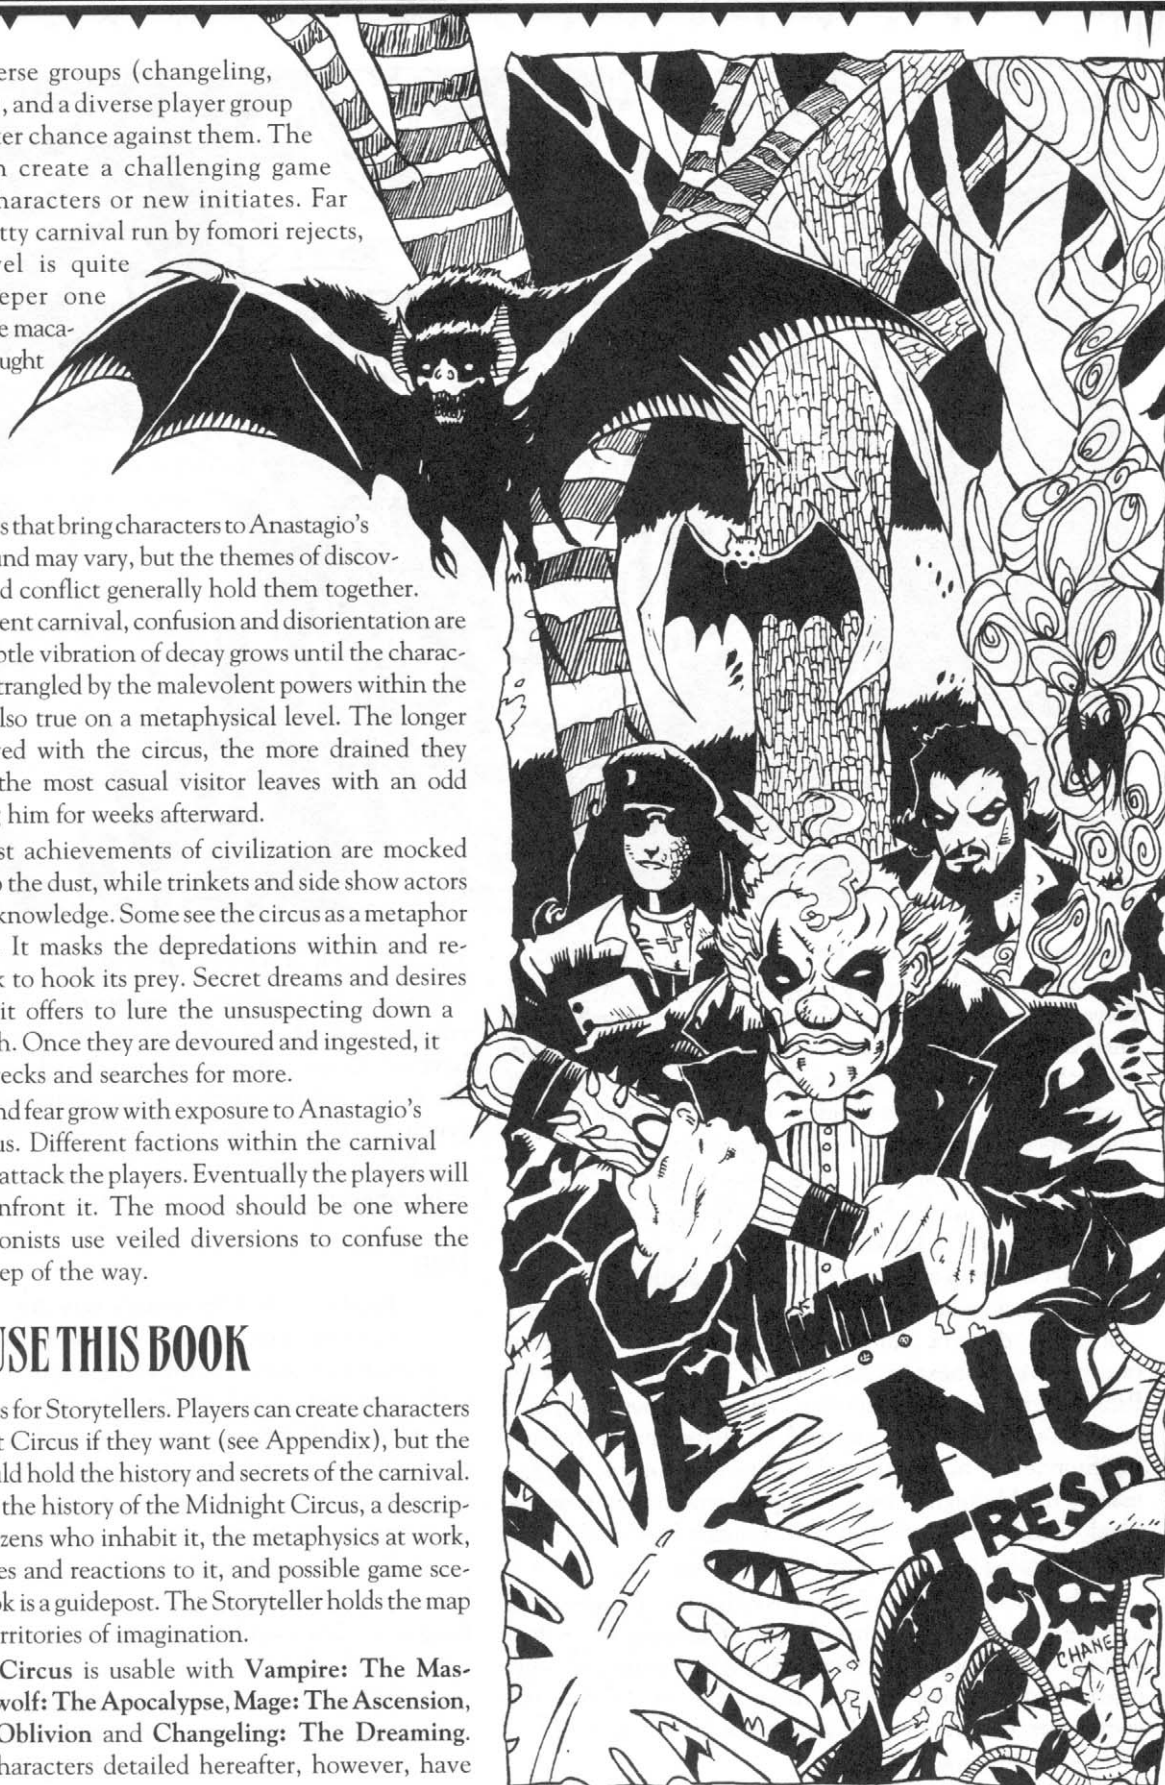 erse groups (changeling,
, and a diverse player group
ter chance against them. The
n create a challenging game
haracters or new initiates. Far
tty carnival run by fomori rejects,
el is quite
eper one
e maca-
ught
s that bring characters to Anastagio's
und may vary, but the themes of discov-
d conflict generally hold them together.
ent carnival, confusion and disorientation are
btle vibration of decay grows until the charac-
trangled by the malevolent powers within the
lso true on a metaphysical level. The longer
ed with the circus, the more drained they
the most casual visitor leaves with an odd
g him for weeks afterward.
st achievements of civilization are mocked
o the dust, while trinkets and side show actors
knowledge. Some see the circus as a metaphor
It masks the depredations within and re-
k to hook its prey. Secret dreams and desires
it offers to lure the unsuspecting down a
h. Once they are devoured and ingested, it
ecks and searches for more.
nd fear grow with exposure to Anastagio's
us. Different factions within the carnival
attack the players. Eventually the players will
nfront it. The mood should be one where
onists use veiled diversions to confuse the
ep of the way.
USE THIS BOOK
s for Storytellers. Players can create characters
t Circus if they want (see Appendix), but the
uld hold the history and secrets of the carnival.
the history of the Midnight Circus, a descrip-
izens who inhabit it, the metaphysics at work,
es and reactions to it, and possible game sce-
ok is a guidepost. The Storyteller holds the map
rritories of imagination.
Circus is usable with Vampire: The Mas-
wolf: The Apocalypse, Mage: The Ascension,
Oblivion and Changeling: The Dreaming.
haracters detailed hereafter, however, have
NO
TRESP
CHANEY